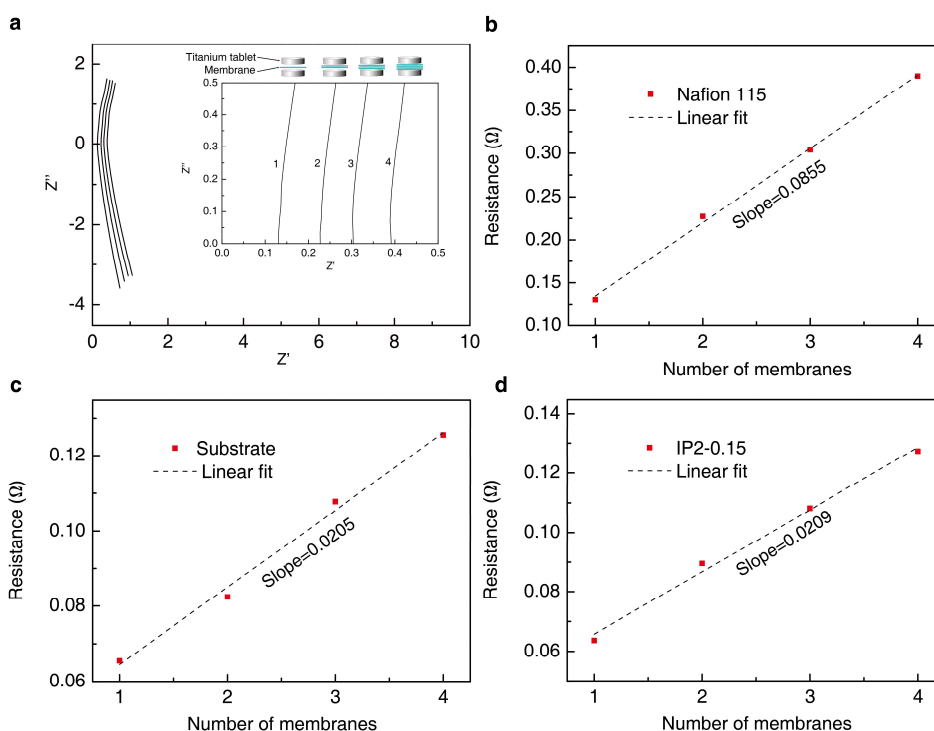 a
Titanium tablet
Membrane
2
0
-2
-4
Z''
0 2 4 6 8 10
Z'
0.5
0.4
0.3
0.2
0.1
0.0
Z''
1 2 3 4
0.0 0.1 0.2 0.3 0.4 0.5
Z'
b
0.40
0.30
0.23
0.15
0.10
Resistance (Ω)
Nafion 115
Linear fit
Slope=0.0855
1 2 3 4
Number of membranes
c
0.12
0.10
0.08
0.06
Resistance (Ω)
Substrate
Linear fit
Slope=0.0205
1 2 3 4
Number of membranes
d
0.14
0.12
0.10
0.08
0.06
Resistance (Ω)
IP2-0.15
Linear fit
Slope=0.0209
1 2 3 4
Number of membranes